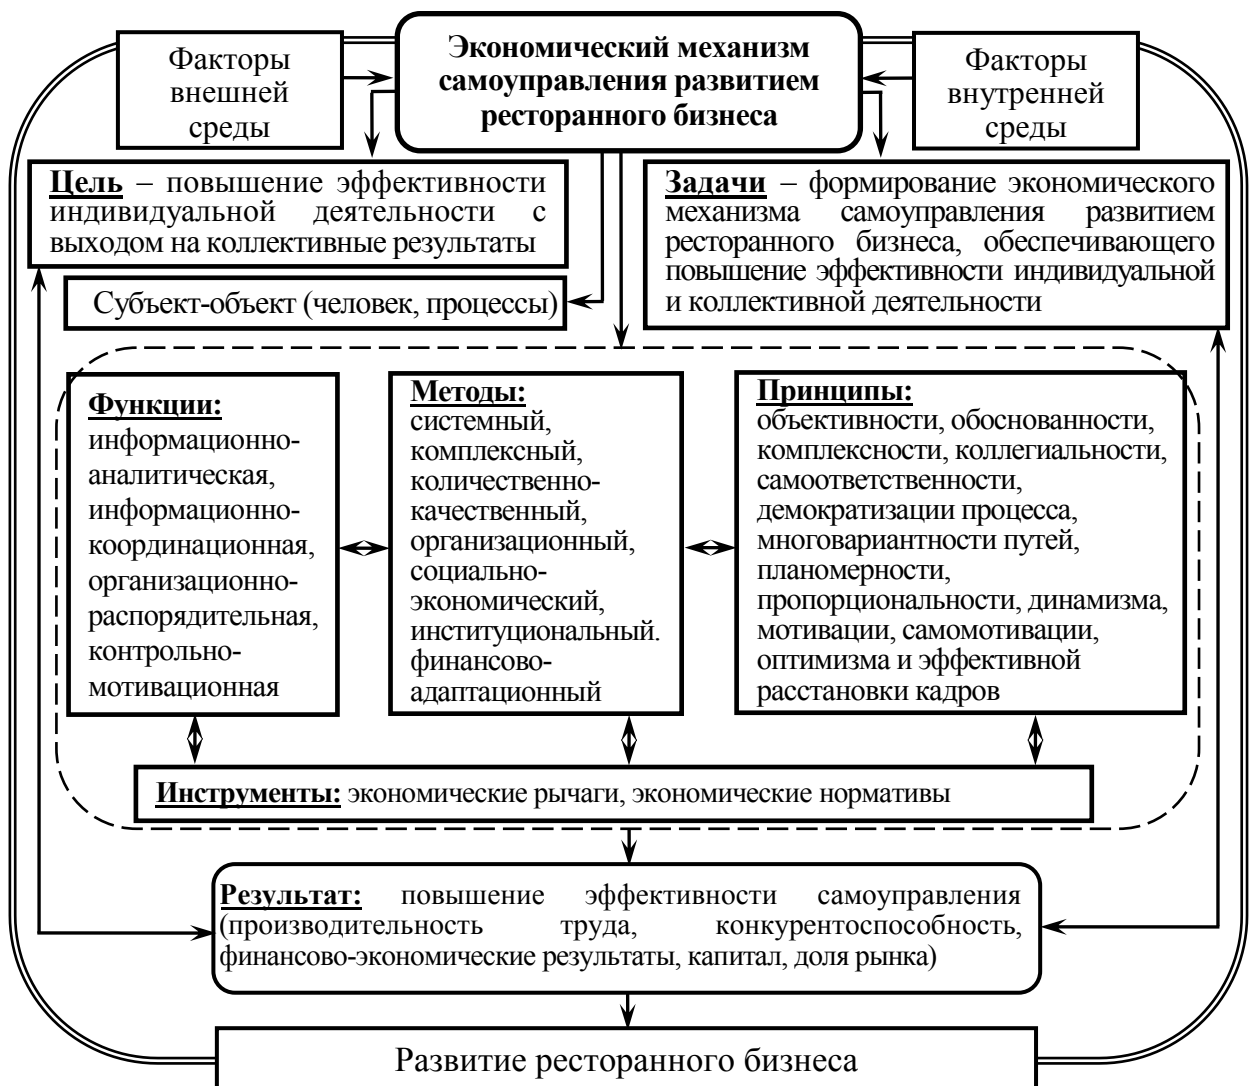 Экономический механизм
самоуправления развитием
ресторанного бизнеса
Факторы
внешней
среды
Факторы
внутренней
среды
Цель – повышение эффективности
индивидуальной деятельности с
выходом на коллективные результаты
Задачи – формирование экономического
механизма самоуправления развитием
ресторанного бизнеса, обеспечивающего
повышение эффективности индивидуальной
и коллективной деятельности
Субъект-объект (человек, процессы)
Функции:
информационно-
аналитическая,
информационно-
координационная,
организационно-
распорядительная,
контрольно-
мотивационная
Методы:
системный,
комплексный,
количественно-
качественный,
организационный,
социально-
экономический,
институциональный.
финансово-
адаптационный
Принципы:
объективности, обоснованности,
комплексности, коллегиальности,
самоответственности,
демократизации процесса,
многовариантности путей,
планомерности,
пропорциональности, динамизма,
мотивации, самомотивации,
оптимизма и эффективной
расстановки кадров
Инструменты: экономические рычаги, экономические нормативы
Результат: повышение эффективности самоуправления
(производительность труда, конкурентоспособность,
финансово-экономические результаты, капитал, доля рынка)
Развитие ресторанного бизнеса